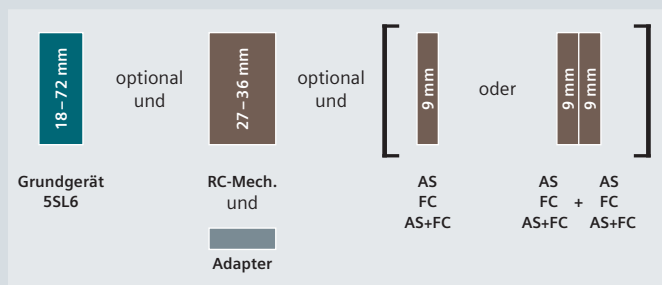 18–72 mm
optional
und
27–36 mm
optional
und
9 mm
oder
9 mm
9 mm
Grundgerät
5SL6
RC-Mech.
und
Adapter
AS
FC
AS+FC
AS AS
FC + FC
AS+FC AS+FC